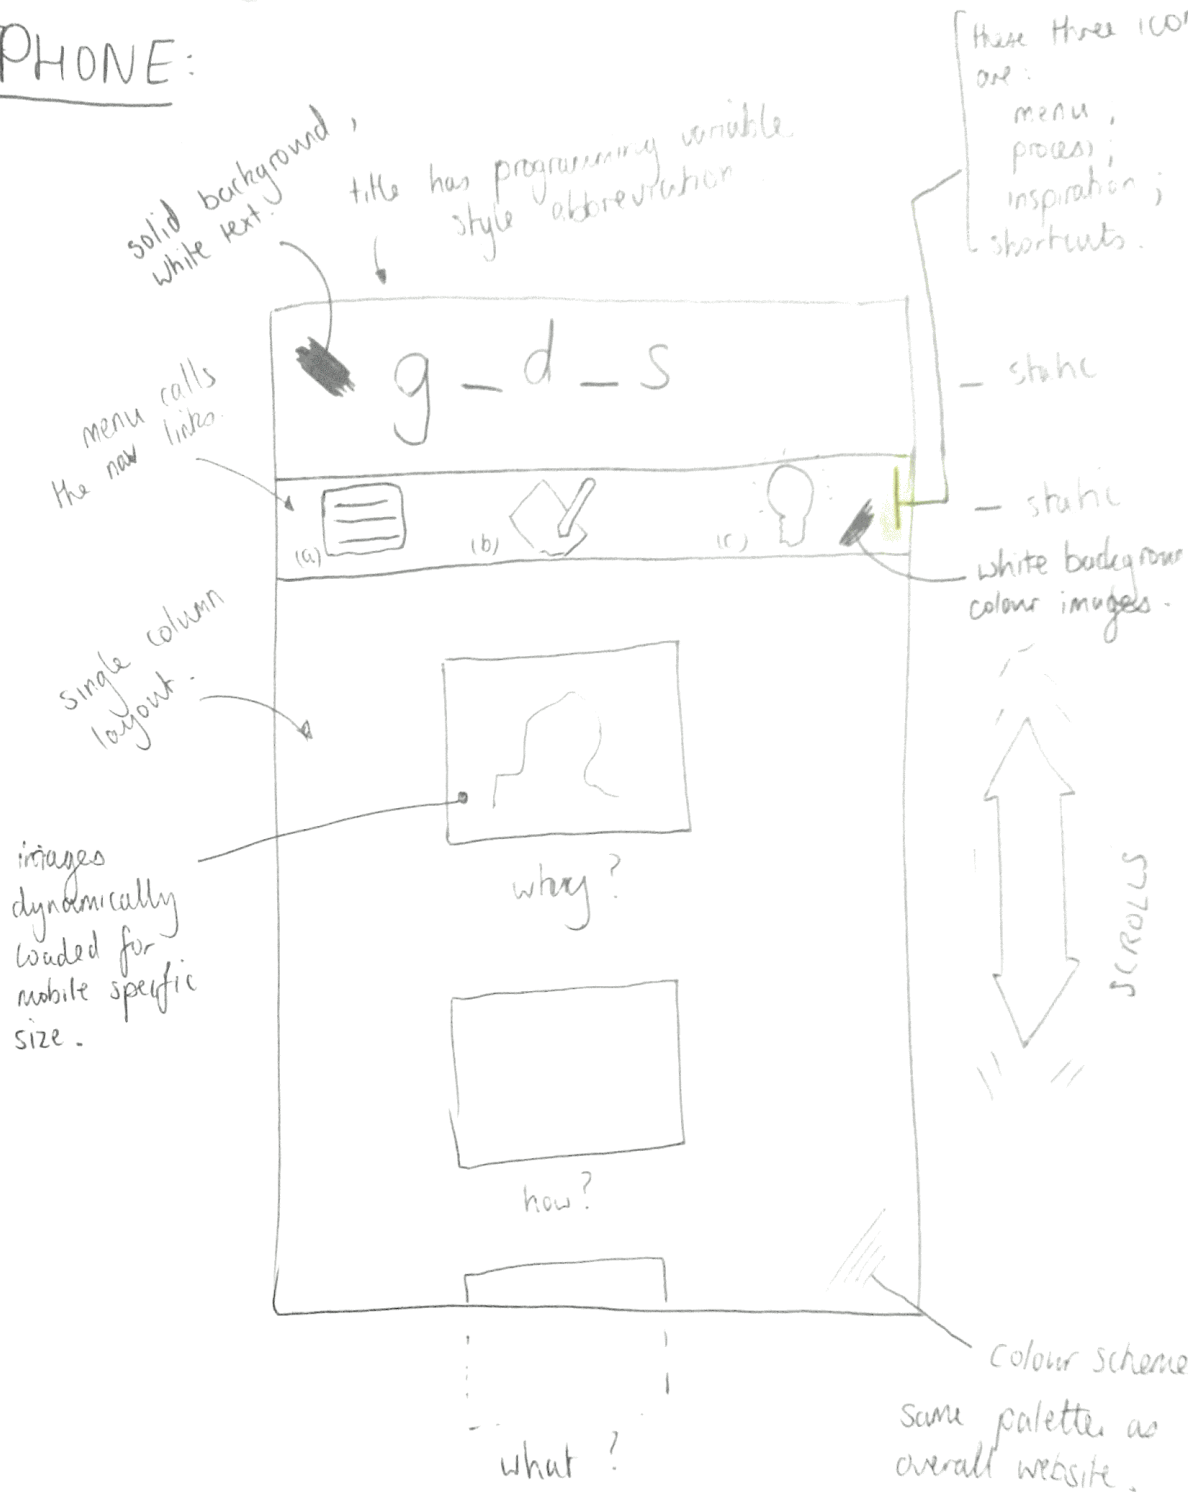 PHONE:
these three icon
are:
menu,
process;
inspiration;
shortcuts.
solid background,
white text.
title has programming variable
style abbreviation.
g_d_s
_ static
menu calls
the nav links.
(a)
(b)
(c)
_ static
white backgroun
colour images.
single column
layout.
images
dynamically
loaded for
mobile specific
size.
why?
SCROLLS
how?
colour scheme
same palette as
overall website.
what?